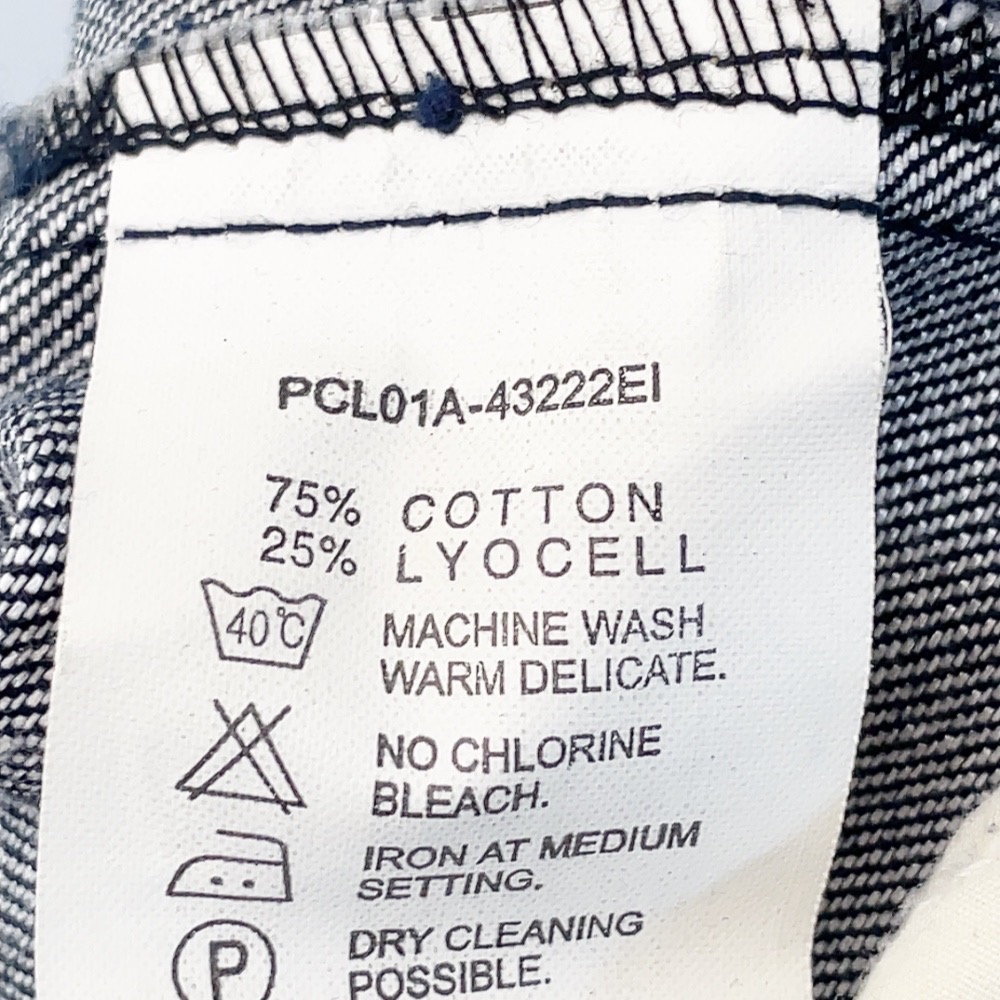 PCL01A-43222EI
75% COTTON
25% LYOCELL
40°C MACHINE WASH
WARM DELICATE.
NO CHLORINE
BLEACH.
IRON AT MEDIUM
SETTING.
P DRY CLEANING
POSSIBLE.